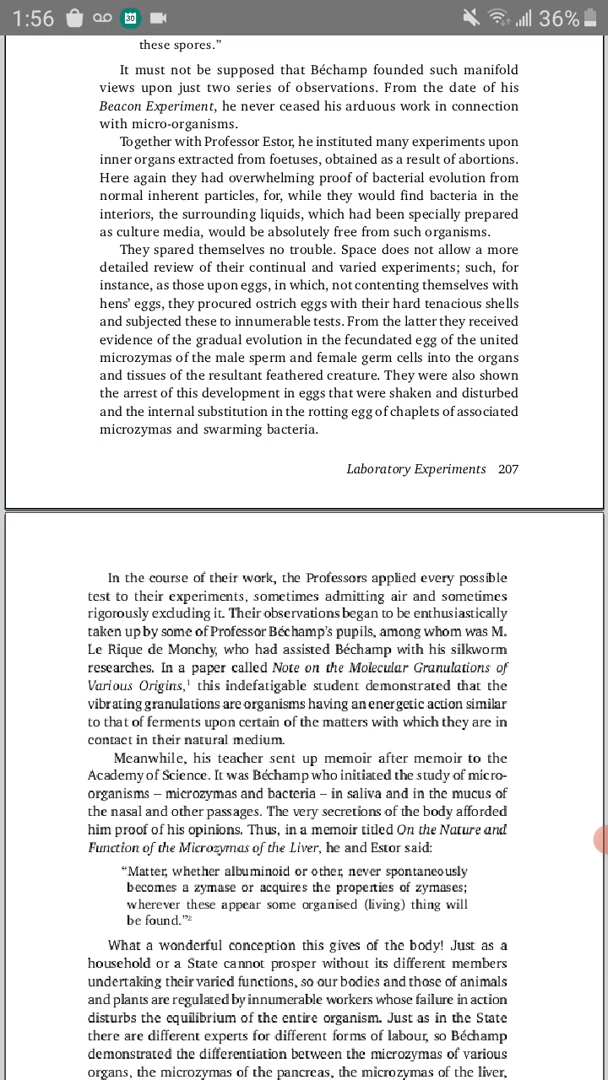 1:56
30
36%
these spores.”
It must not be supposed that Béchamp founded such manifold
views upon just two series of observations. From the date of his
Beacon Experiment, he never ceased his arduous work in connection
with micro-organisms.
Together with Professor Estor, he instituted many experiments upon
inner organs extracted from foetuses, obtained as a result of abortions.
Here again they had overwhelming proof of bacterial evolution from
normal inherent particles, for, while they would find bacteria in the
interiors, the surrounding liquids, which had been specially prepared
as culture media, would be absolutely free from such organisms.
They spared themselves no trouble. Space does not allow a more
detailed review of their continual and varied experiments; such, for
instance, as those upon eggs, in which, not contenting themselves with
hens’ eggs, they procured ostrich eggs with their hard tenacious shells
and subjected these to innumerable tests. From the latter they received
evidence of the gradual evolution in the fecundated egg of the united
microzymas of the male sperm and female germ cells into the organs
and tissues of the resultant feathered creature. They were also shown
the arrest of this development in eggs that were shaken and disturbed
and the internal substitution in the rotting egg of chaplets of associated
microzymas and swarming bacteria.
Laboratory Experiments 207
In the course of their work, the Professors applied every possible
test to their experiments, sometimes admitting air and sometimes
rigorously excluding it. Their observations began to be enthusiastically
taken up by some of Professor Béchamp’s pupils, among whom was M.
Le Rique de Monchy, who had assisted Béchamp with his silkworm
researches. In a paper called Note on the Molecular Granulations of
Various Origins,¹ this indefatigable student demonstrated that the
vibrating granulations are organisms having an energetic action similar
to that of ferments upon certain of the matters with which they are in
contact in their natural medium.
Meanwhile, his teacher sent up memoir after memoir to the
Academy of Science. It was Béchamp who initiated the study of micro-
organisms – microzymas and bacteria – in saliva and in the mucus of
the nasal and other passages. The very secretions of the body afforded
him proof of his opinions. Thus, in a memoir titled On the Nature and
Function of the Microzymas of the Liver, he and Estor said:
“Matter, whether albuminoid or other, never spontaneously
becomes a zymase or acquires the properties of zymases;
wherever these appear some organised (living) thing will
be found.”²
What a wonderful conception this gives of the body! Just as a
household or a State cannot prosper without its different members
undertaking their varied functions, so our bodies and those of animals
and plants are regulated by innumerable workers whose failure in action
disturbs the equilibrium of the entire organism. Just as in the State
there are different experts for different forms of labour, so Béchamp
demonstrated the differentiation between the microzymas of various
organs, the microzymas of the pancreas, the microzymas of the liver,